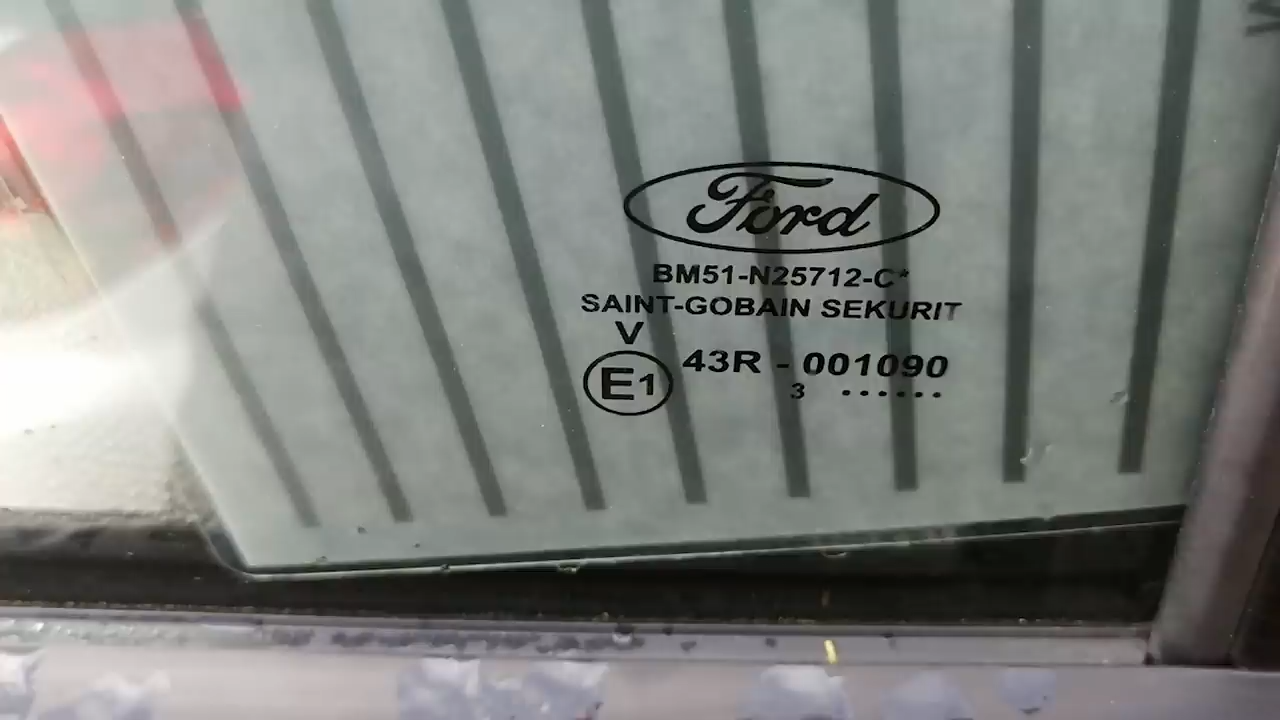 Ford
BM51-N25712-C*
SAINT-GOBAIN SEKURIT
V
E1 43R - 001090
3 ......